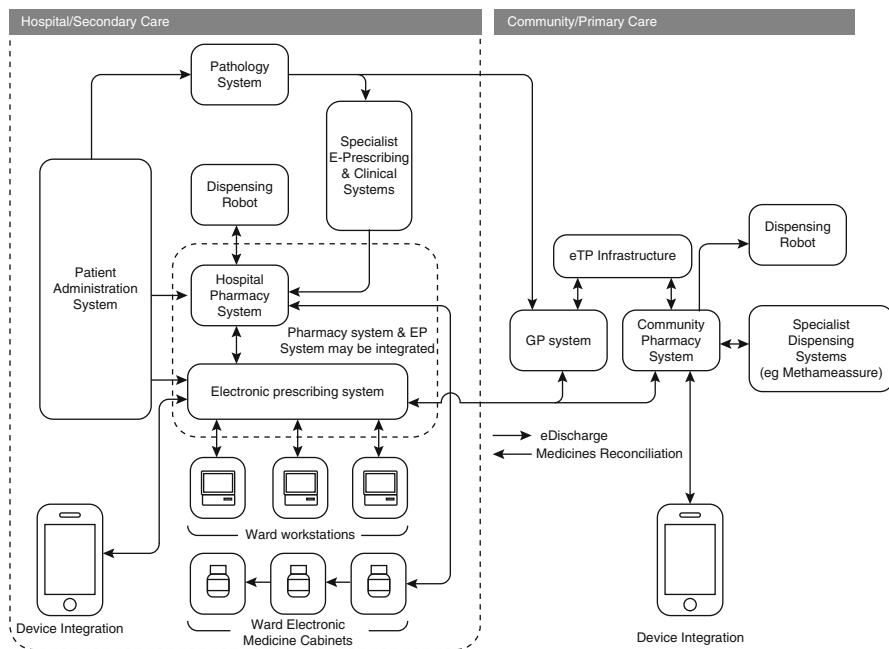 Hospital/Secondary Care
Community/Primary Care
Pathology
System
Specialist
E-Prescribing
& Clinical
Systems
Dispensing
Robot
Patient
Administration
System
Hospital
Pharmacy
System
Pharmacy system & EP
System may be integrated
Electronic prescribing system
eTP Infrastructure
Dispensing
Robot
GP system
Community
Pharmacy
System
Specialist
Dispensing
Systems
(eg Methameassure)
eDischarge
Medicines Reconciliation
Ward workstations
Ward Electronic
Medicine Cabinets
Device Integration
Device Integration